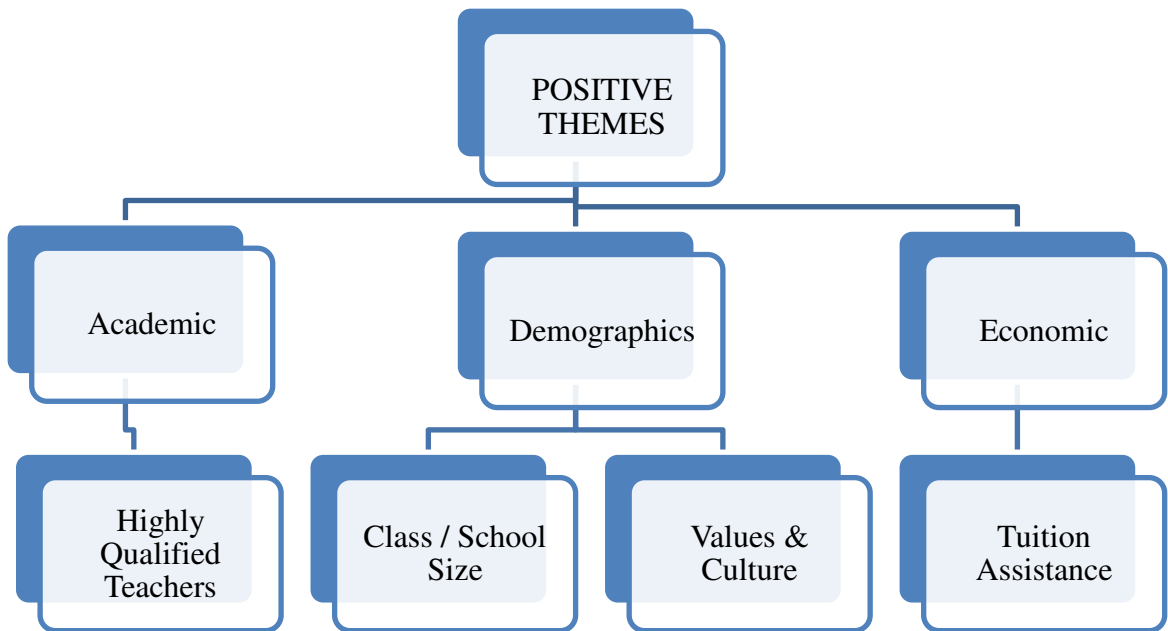 POSITIVE
THEMES
Academic
Demographics
Economic
Highly
Qualified
Teachers
Class / School
Size
Values &
Culture
Tuition
Assistance